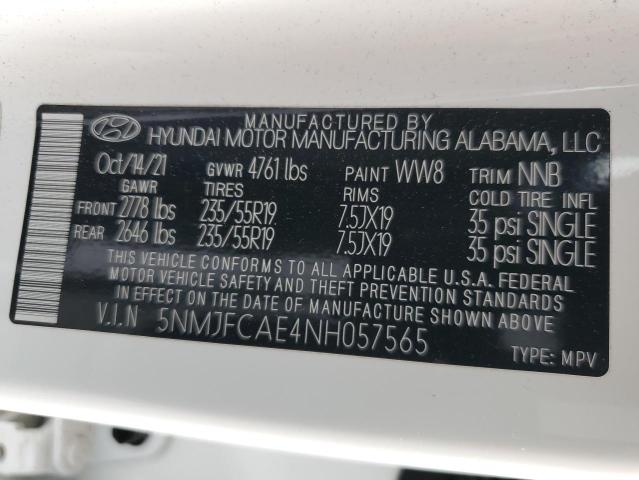 MANUFACTURED BY
HYUNDAI MOTOR MANUFACTURING ALABAMA, LLC
Oct/14/21 GVWR 4761 lbs PAINT WW8 TRIM NNB
GAWR TIRES RIMS COLD TIRE INFL
FRONT 2778 lbs 235/55R19 7.5JX19 35 psi SINGLE
REAR 2646 lbs 235/55R19 7.5JX19 35 psi SINGLE
THIS VEHICLE CONFORMS TO ALL APPLICABLE U.S.A. FEDERAL
MOTOR VEHICLE SAFETY AND THEFT PREVENTION STANDARDS
IN EFFECT ON THE DATE OF MANUFACTURE SHOWN ABOVE.
V.I.N 5NMJFCAE4NH057565
TYPE: MPV